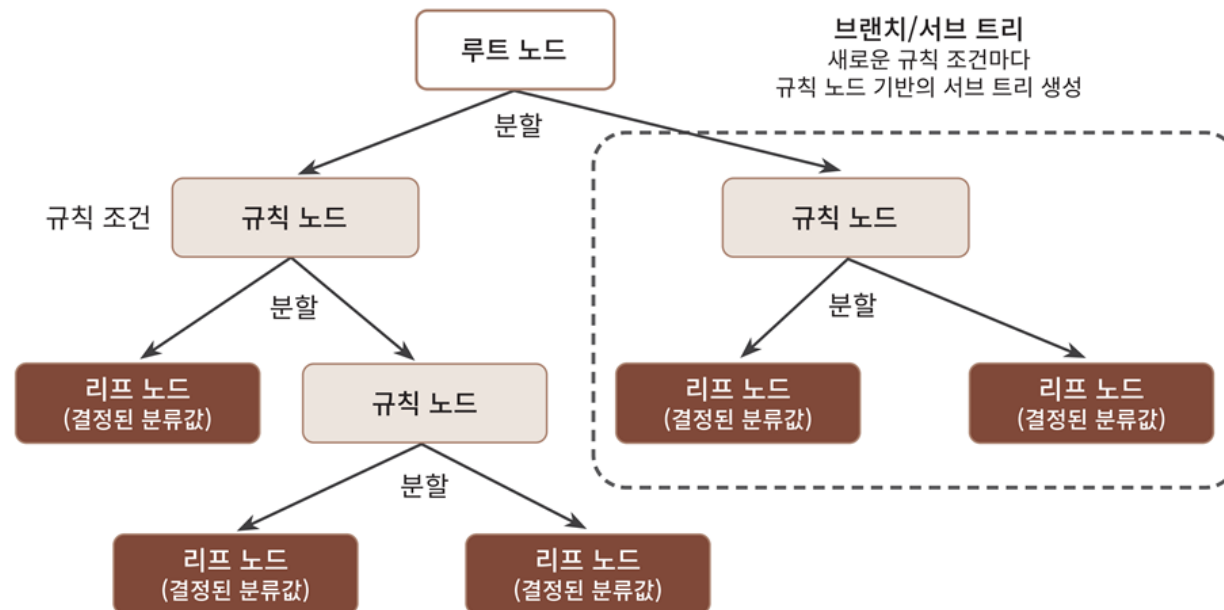 루트 노드
브랜치/서브 트리
새로운 규칙 조건마다
규칙 노드 기반의 서브 트리 생성
분할
규칙 조건
규칙 노드
규칙 노드
분할
분할
리프 노드
(결정된 분류값)
규칙 노드
리프 노드
(결정된 분류값)
리프 노드
(결정된 분류값)
분할
리프 노드
(결정된 분류값)
리프 노드
(결정된 분류값)